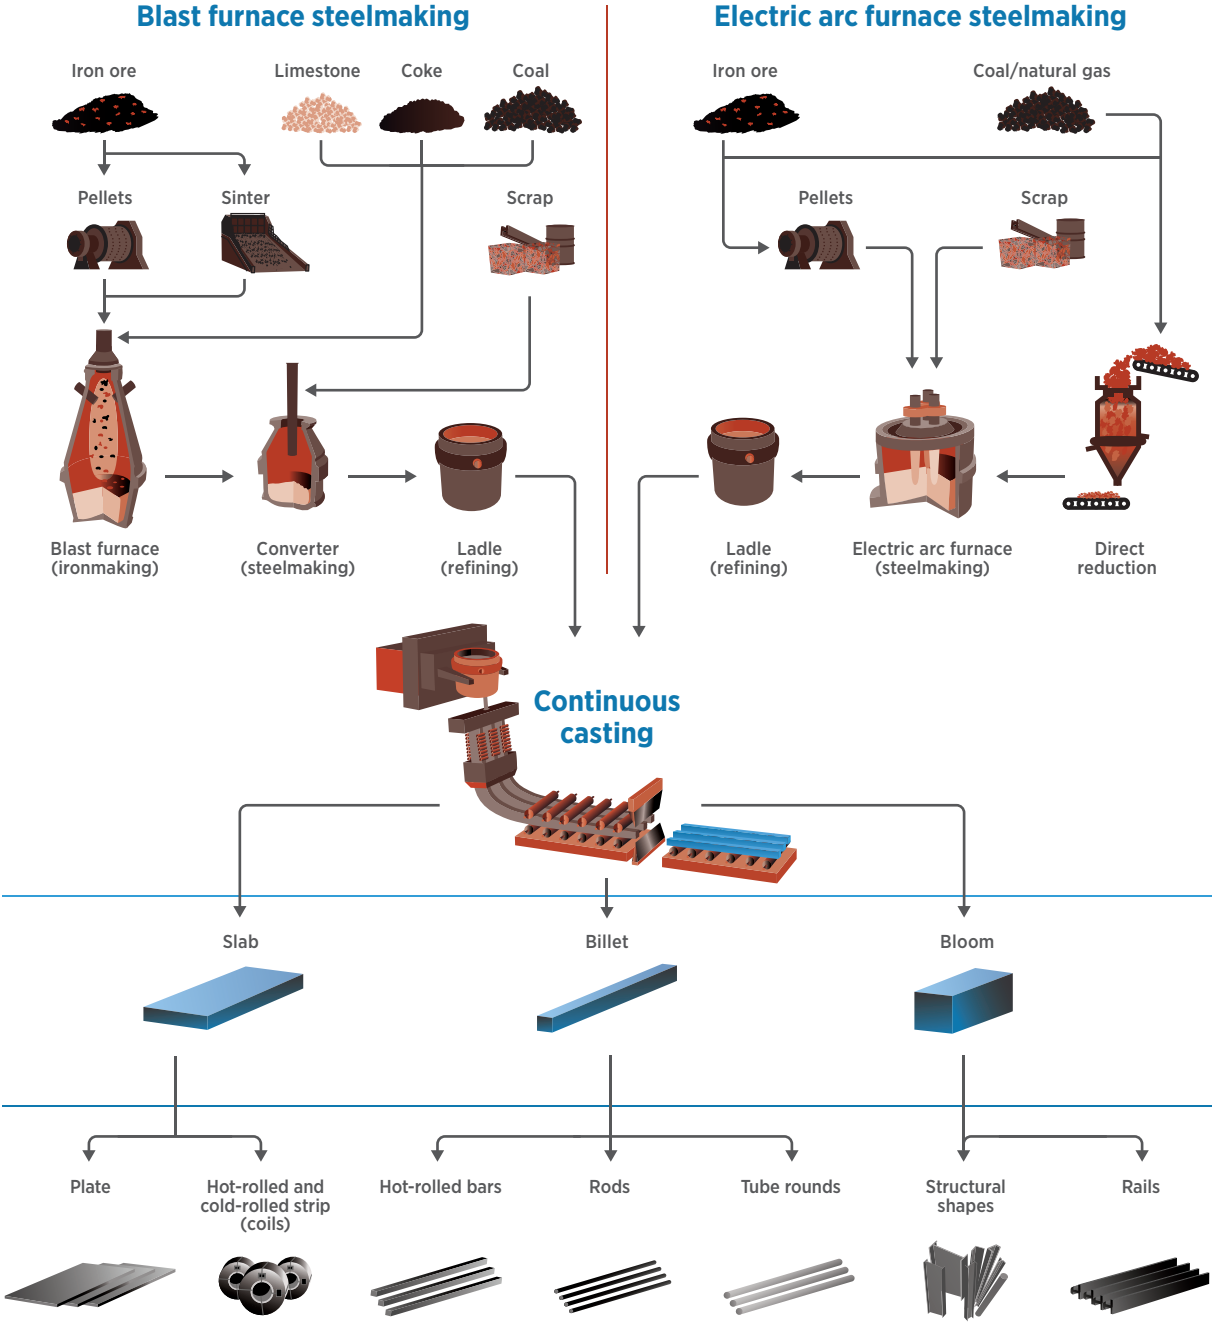 Blast furnace steelmaking
Electric arc furnace steelmaking
Iron ore
Limestone
Coke
Coal
Iron ore
Coal/natural gas
Pellets
Sinter
Scrap
Pellets
Scrap
Blast furnace
(ironmaking)
Converter
(steelmaking)
Ladle
(refining)
Ladle
(refining)
Electric arc furnace
(steelmaking)
Direct
reduction
Continuous
casting
Slab
Billet
Bloom
Plate
Hot-rolled and
cold-rolled strip
(coils)
Hot-rolled bars
Rods
Tube rounds
Structural
shapes
Rails